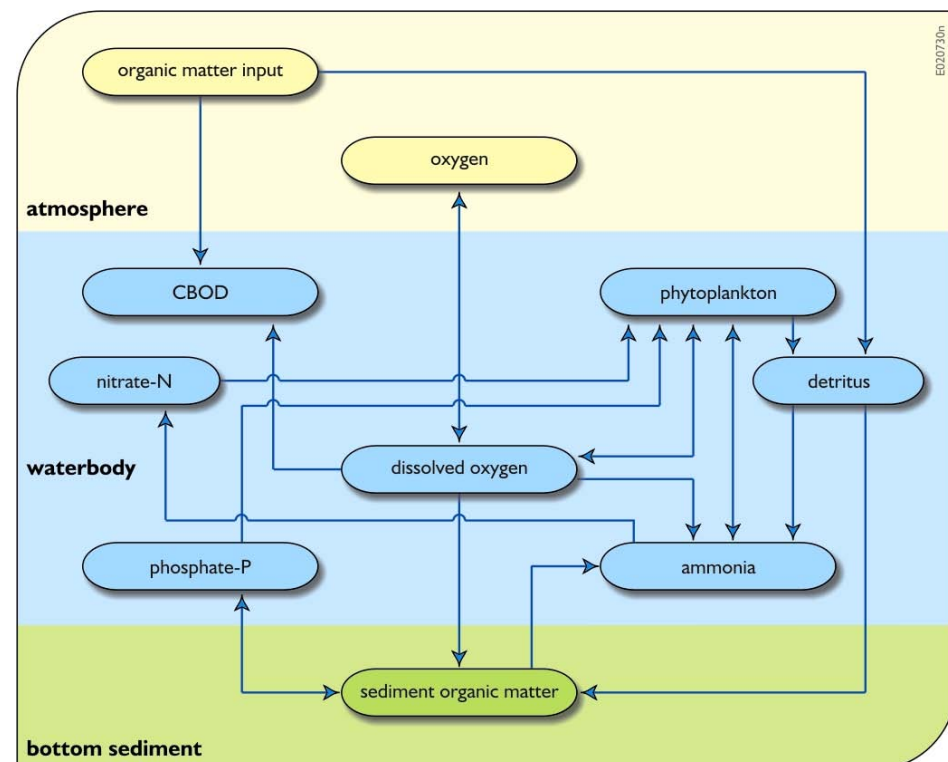 E020730n
organic matter input
oxygen
atmosphere
CBOD
phytoplankton
nitrate-N
detritus
waterbody
dissolved oxygen
phosphate-P
ammonia
sediment organic matter
bottom sediment